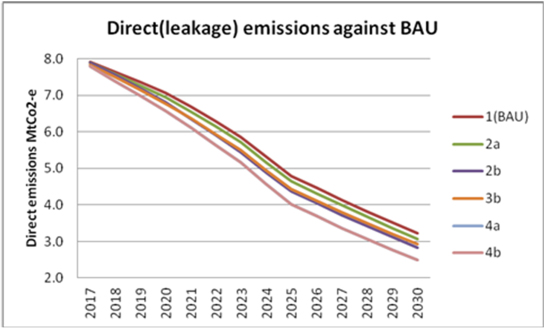 Direct(leakage) emissions against BAU
Direct emissions MtCo2-e
8.0
7.0
6.0
5.0
4.0
3.0
2.0
2017
2018
2019
2020
2021
2022
2023
2024
2025
2026
2027
2028
2029
2030
1(BAU)
2a
2b
3b
4a
4b